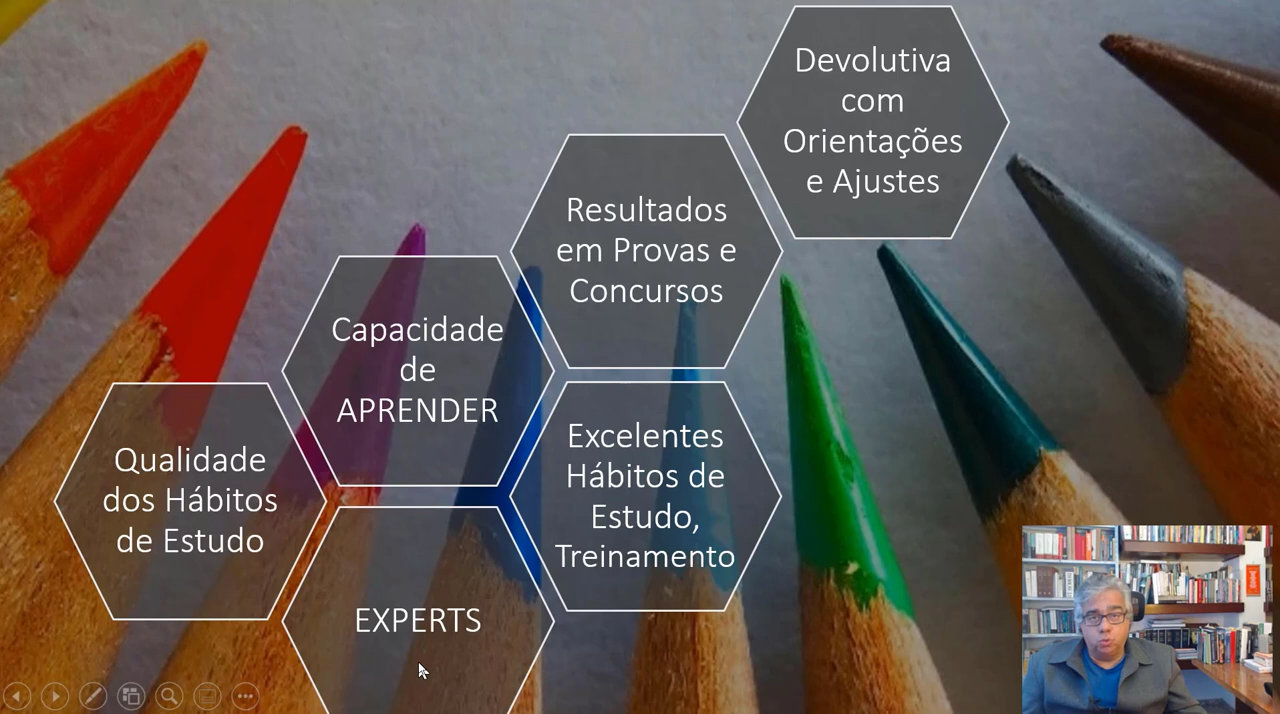 Devolutiva
com
Orientações
e Ajustes
Resultados
em Provas e
Concursos
Capacidade
de
APRENDER
Excelentes
Hábitos de
Estudo,
Treinamento
Qualidade
dos Hábitos
de Estudo
EXPERTS